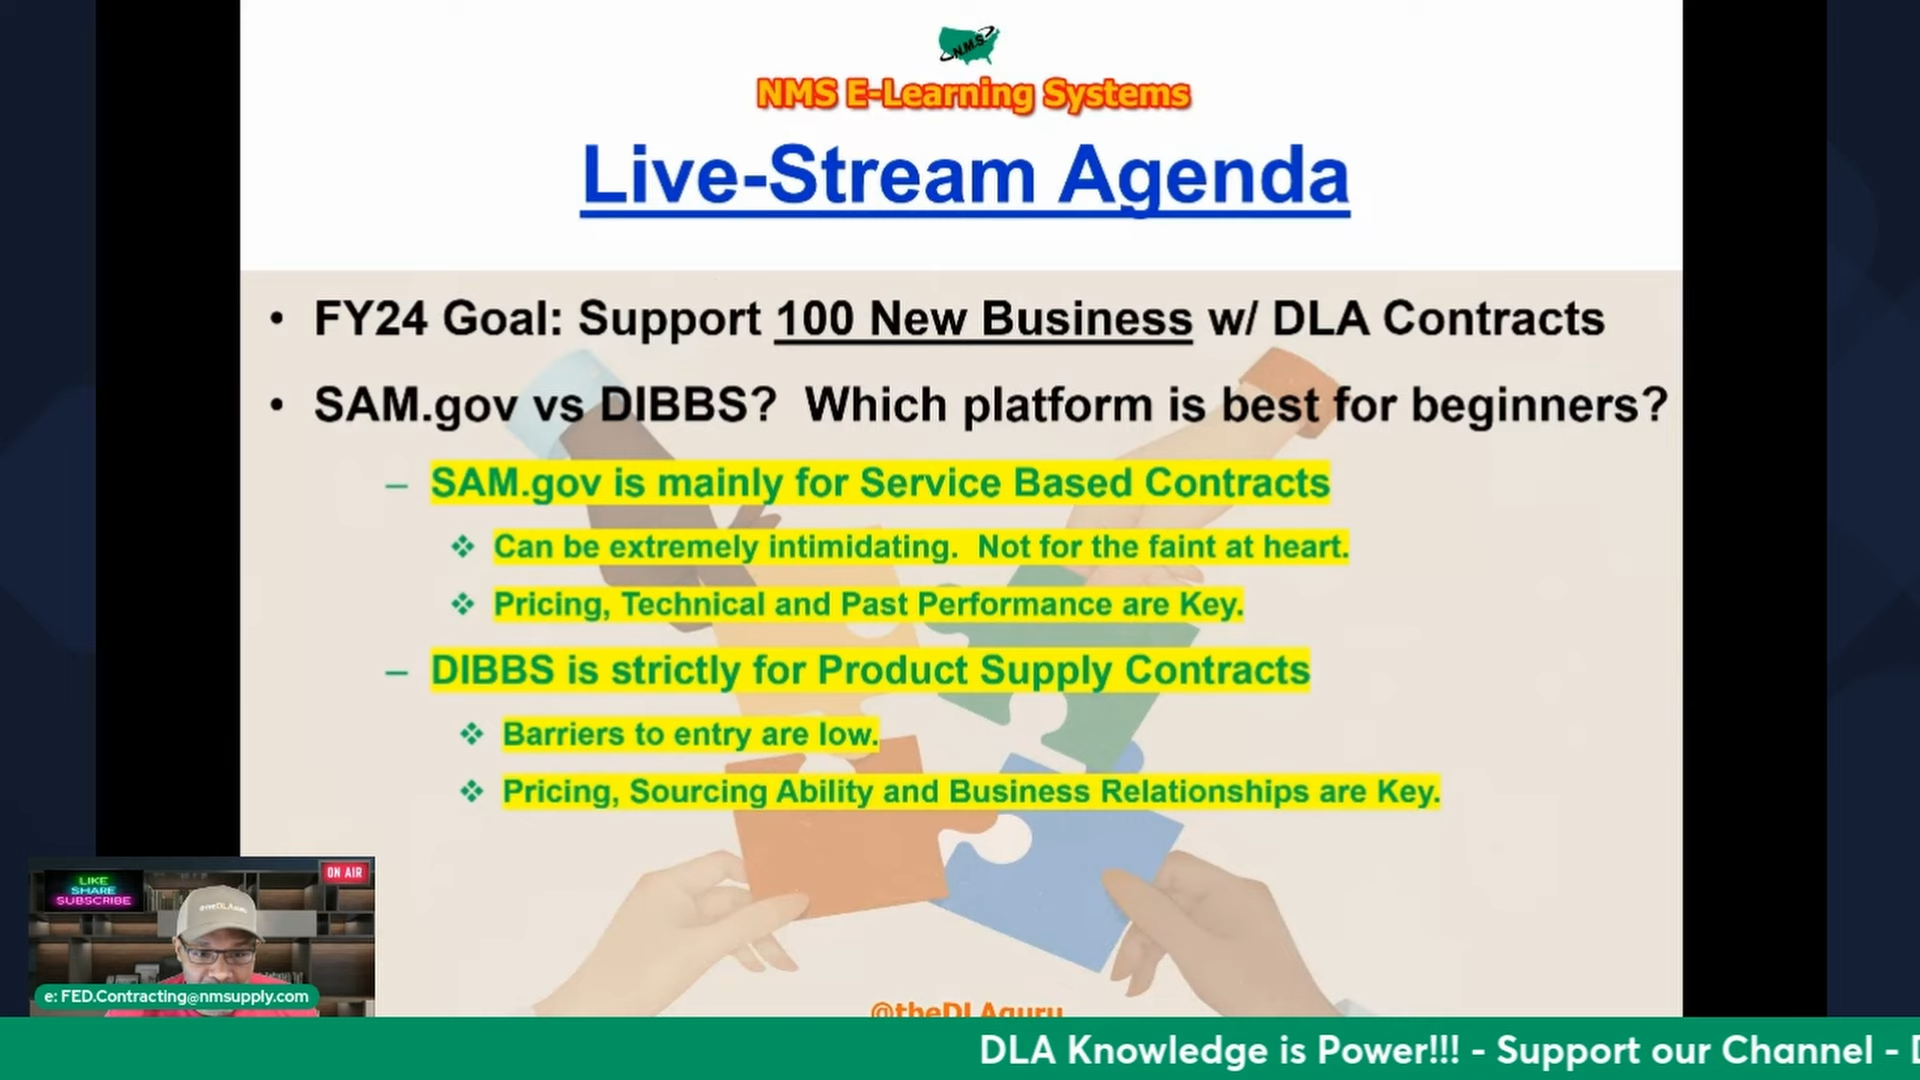 N.M.S
NMS E-Learning Systems
Live-Stream Agenda
• FY24 Goal: Support 100 New Business w/ DLA Contracts
• SAM.gov vs DIBBS? Which platform is best for beginners?
– SAM.gov is mainly for Service Based Contracts
❖ Can be extremely intimidating. Not for the faint at heart.
❖ Pricing, Technical and Past Performance are Key.
– DIBBS is strictly for Product Supply Contracts
❖ Barriers to entry are low.
❖ Pricing, Sourcing Ability and Business Relationships are Key.
LIKE
SHARE
SUBSCRIBE
ON AIR
@theDLAguru
e: FED.Contracting@nmsupply.com
@theDLAguru
DLA Knowledge is Power!!! - Support our Channel -